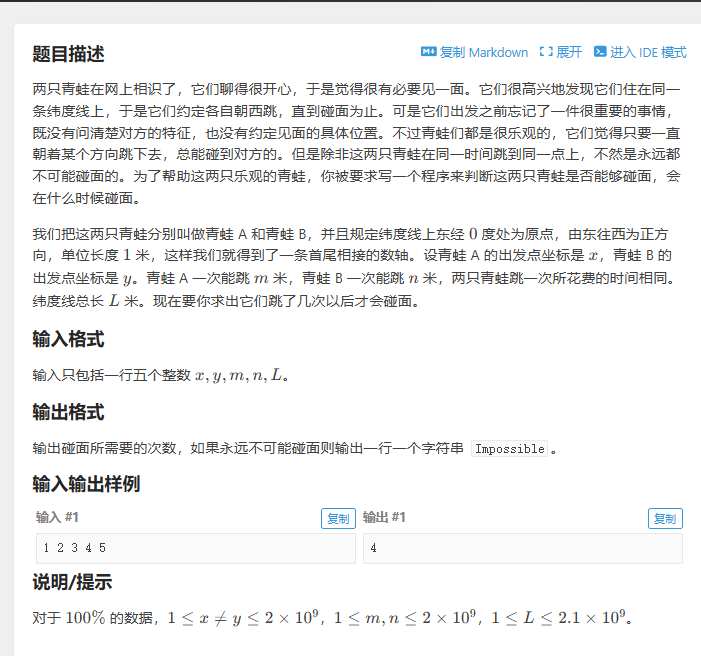 题目描述
复制 Markdown 展开 进入 IDE 模式
两只青蛙在网上相识了，它们聊得很开心，于是觉得很有必要见一面。它们很高兴地发现它们住在同一
条纬度线上，于是它们约定各自朝西跳，直到碰面为止。可是它们出发之前忘记了一件很重要的事情，
既没有问清楚对方的特征，也没有约定见面的具体位置。不过青蛙们都是很乐观的，它们觉得只要一直
朝着某个方向跳下去，总能碰到对方的。但是除非这两只青蛙在同一时间跳到同一点上，不然是永远都
不可能碰面的。为了帮助这两只乐观的青蛙，你被要求写一个程序来判断这两只青蛙是否能够碰面，会
在什么时候碰面。
我们把这两只青蛙分别叫做青蛙 A 和青蛙 B，并且规定纬度线上东经 0 度处为原点，由东往西为正方
向，单位长度 1 米，这样我们就得到了一条首尾相接的数轴。设青蛙 A 的出发点坐标是 x，青蛙 B 的
出发点坐标是 y。青蛙 A 一次能跳 m 米，青蛙 B 一次能跳 n 米，两只青蛙跳一次所花费的时间相同。
纬度线总长 L 米。现在要你求出它们跳了几次以后才会碰面。
输入格式
输入只包括一行五个整数 x, y, m, n, L。
输出格式
输出碰面所需要的次数，如果永远不可能碰面则输出一行一个字符串 Impossible 。
输入输出样例
输入 #1 复制 输出 #1 复制
1 2 3 4 5
4
说明/提示
对于 100% 的数据，1 ≤ x ≠ y ≤ 2 × 10⁹，1 ≤ m, n ≤ 2 × 10⁹，1 ≤ L ≤ 2.1 × 10⁹。